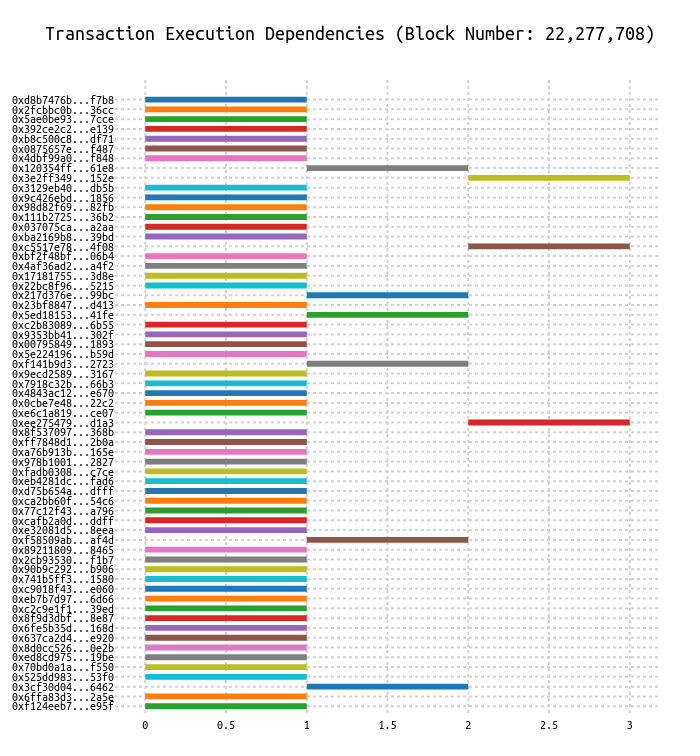 Transaction Execution Dependencies (Block Number: 22,277,708)
0xd8b7476b...f7b8
0x2fcbbc0b...36cc
0x5ae0be93...7cce
0x392ce2c2...e139
0xb8c500c8...df71
0x0875657e...f487
0x4dbf99a0...f848
0x120354ff...61e8
0x3e2ff349...152e
0x3129eb40...db5b
0x9c426ebd...1856
0x98d82f69...82fb
0x111b2725...36b2
0x037075ca...a2aa
0xba2169b8...39bd
0xc5517e78...4f08
0xbf2f48bf...06b4
0x4af36ad2...a4f2
0x17181755...3d8e
0x22bc8f96...5215
0x217d376e...99bc
0x23bf8847...d413
0x5ed18153...41fe
0xc2b83089...6b55
0x9353bb41...302f
0x00795849...1893
0x5e224196...b59d
0xf141b9d3...2723
0x9ecd2589...3167
0x7918c32b...66b3
0x4843ac12...e670
0x0cbe7e48...22c2
0xe6c1a819...ce07
0xee275479...d1a3
0x8f537097...368b
0xff7848d1...2b0a
0xa76b913b...165e
0x978b1001...2827
0xfadb0308...c7ce
0xeb4281dc...fad6
0xd75b654a...dfff
0xca2bb60f...54c6
0x77c12f43...a796
0xcafb2a0d...ddff
0xe32081d5...8eea
0xf58509ab...af4d
0x89211809...8465
0x2cb93530...f1b7
0x90b9c292...b906
0x741b5ff3...1580
0xc9018f43...e060
0xeb7b7d97...6d66
0xc2c9e1f1...39ed
0x8f9d3dbf...8e87
0x6fe5b35d...168d
0x637ca2d4...e920
0x8d0cc526...0e2b
0xed8cd975...19be
0x70bd0a1a...f550
0x525dd983...53f0
0x3cf30d04...6462
0x6ffa83d3...2a5e
0xf124eeb7...e95f
0 0.5 1 1.5 2 2.5 3